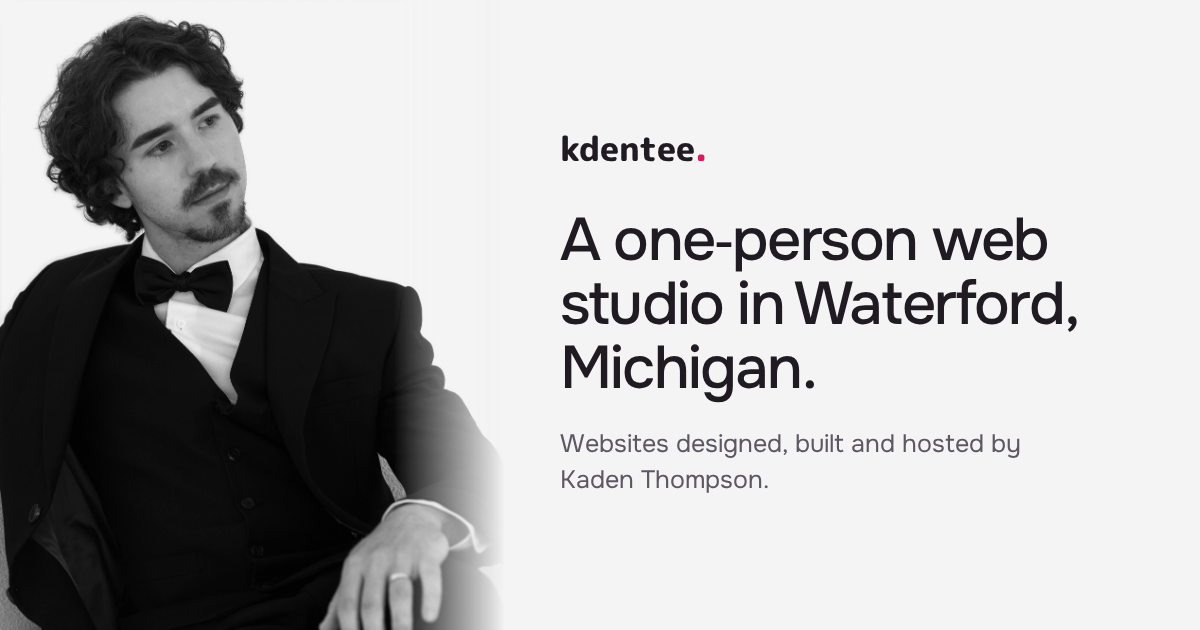 kdentee.
A one-person web
studio in Waterford,
Michigan.
Websites designed, built and hosted by
Kaden Thompson.